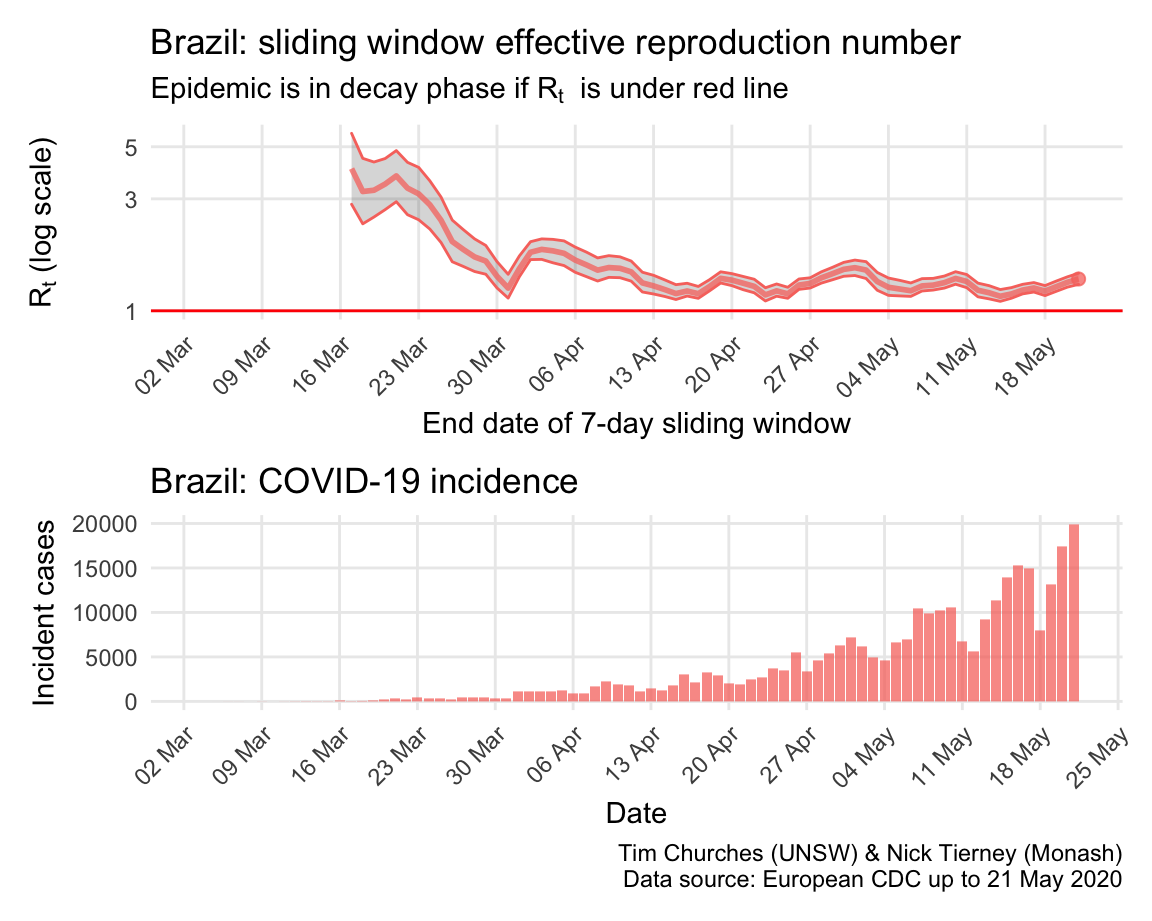 Brazil: sliding window effective reproduction number
Epidemic is in decay phase if Rt is under red line
Rt (log scale)
5
3
1
02 Mar
09 Mar
16 Mar
23 Mar
30 Mar
06 Apr
13 Apr
20 Apr
27 Apr
04 May
11 May
18 May
End date of 7-day sliding window
Brazil: COVID-19 incidence
Incident cases
20000
15000
10000
5000
0
02 Mar
09 Mar
16 Mar
23 Mar
30 Mar
06 Apr
13 Apr
20 Apr
27 Apr
04 May
11 May
18 May
25 May
Date
Tim Churches (UNSW) & Nick Tierney (Monash)
Data source: European CDC up to 21 May 2020